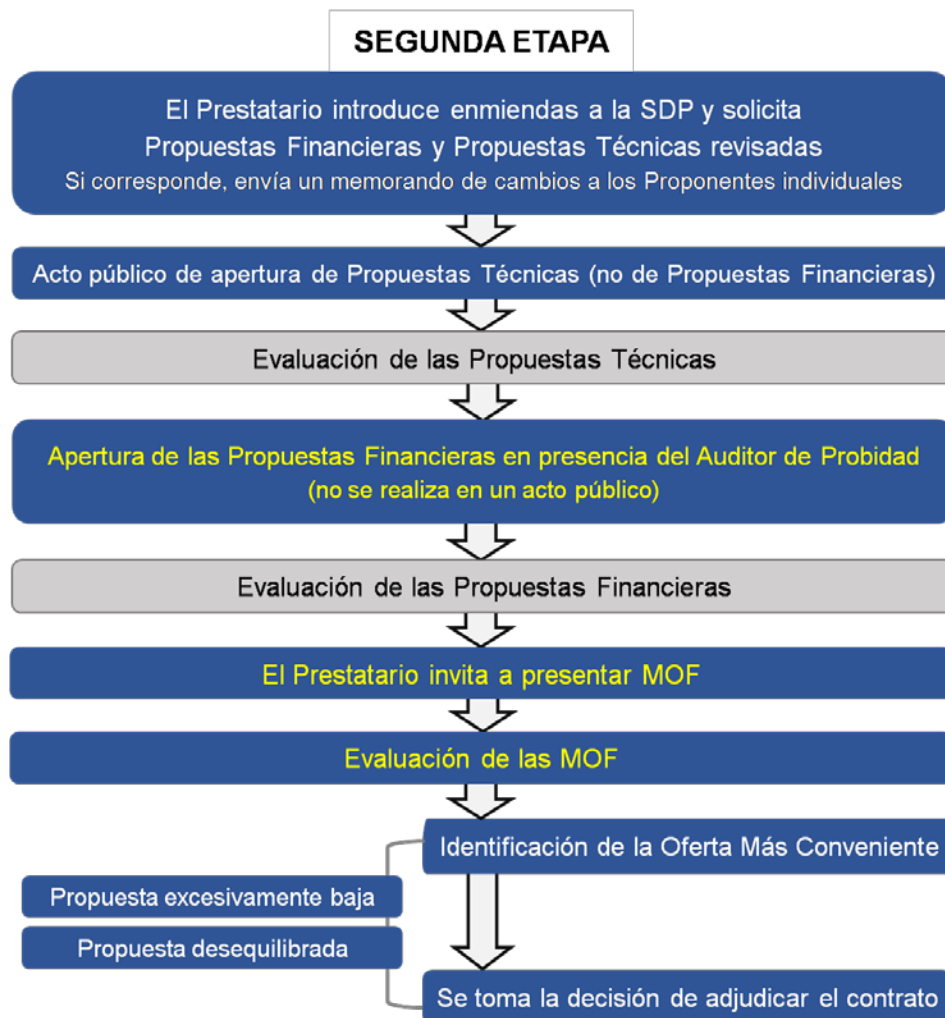 SEGUNDA ETAPA
El Prestatario introduce enmiendas a la SDP y solicita
Propuestas Financieras y Propuestas Técnicas revisadas
Si corresponde, envía un memorando de cambios a los Proponentes individuales
Acto público de apertura de Propuestas Técnicas (no de Propuestas Financieras)
Evaluación de las Propuestas Técnicas
Apertura de las Propuestas Financieras en presencia del Auditor de Probidad
(no se realiza en un acto público)
Evaluación de las Propuestas Financieras
El Prestatario invita a presentar MOF
Evaluación de las MOF
Identificación de la Oferta Más Conveniente
Propuesta excesivamente baja
Propuesta desequilibrada
Se toma la decisión de adjudicar el contrato